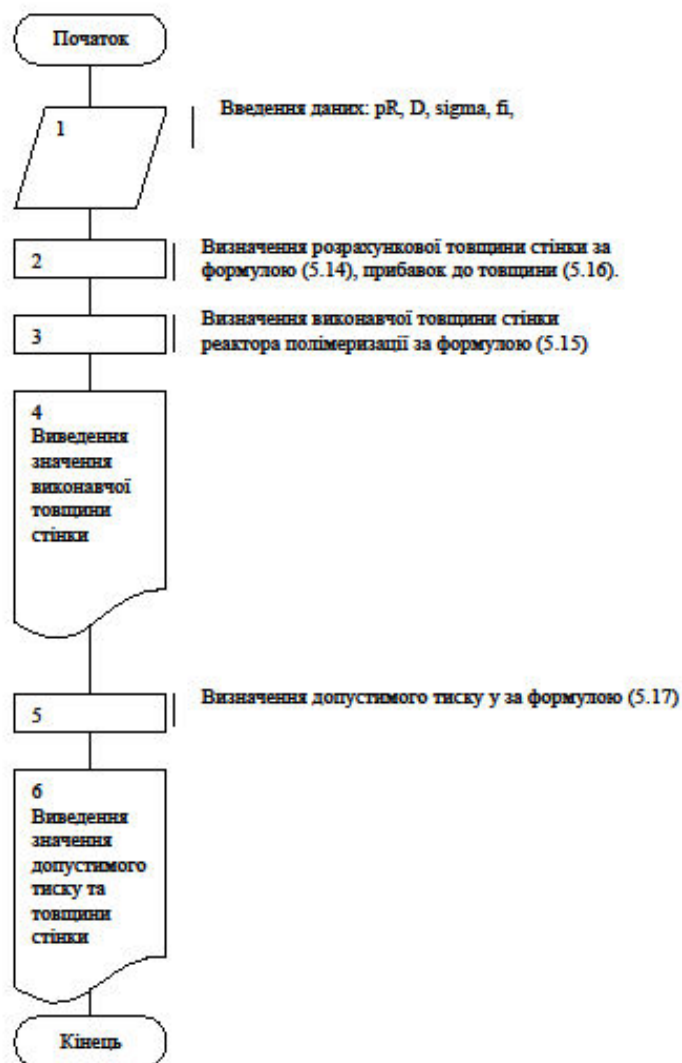 Початок
1
Введення даних: pR, D, sigma, fi,
2
Визначення розрахункової товщини стінки за
формулою (5.14), прибавок до товщини (5.16).
3
Визначення виконавчої товщини стінки
реактора полімеризації за формулою (5.15)
4
Виведення
значення
виконавчої
товщини
стінки
5
Визначення допустимого тиску у за формулою (5.17)
6
Виведення
значення
допустимого
тиску та
товщини
стінки
Кінець